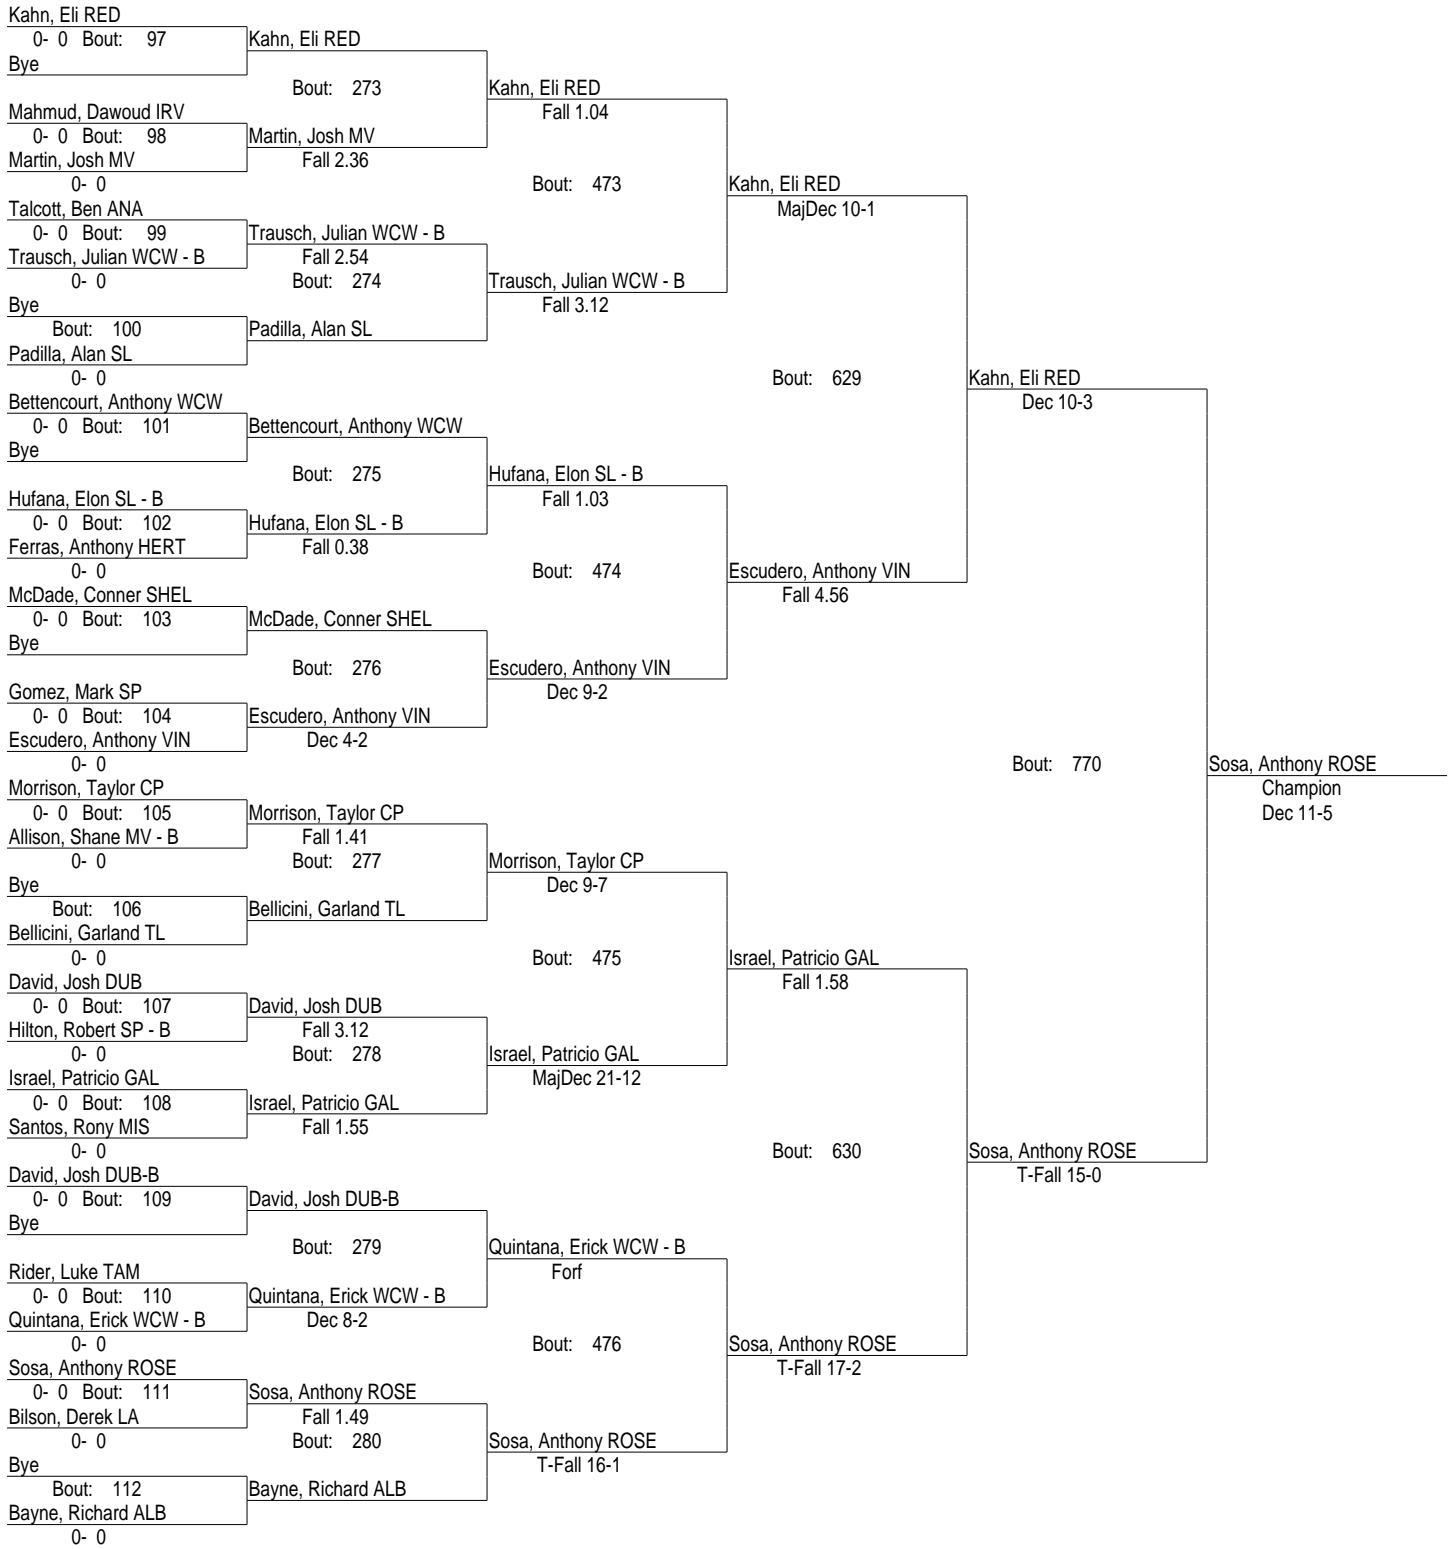 Kahn, Eli RED
0- 0 Bout: 97 Kahn, Eli RED
Bye
Bout: 273 Kahn, Eli RED
Mahmud, Dawoud IRV Fall 1.04
0- 0 Bout: 98 Martin, Josh MV
Martin, Josh MV Fall 2.36
0- 0 Bout: 473 Kahn, Eli RED
Talcott, Ben ANA MajDec 10-1
0- 0 Bout: 99 Trausch, Julian WCW - B
Trausch, Julian WCW - B Fall 2.54
0- 0 Bout: 274 Trausch, Julian WCW - B
Bye Fall 3.12
Bout: 100 Padilla, Alan SL
Padilla, Alan SL
0- 0 Bout: 629 Kahn, Eli RED
Bettencourt, Anthony WCW Dec 10-3
0- 0 Bout: 101 Bettencourt, Anthony WCW
Bye
Bout: 275 Hufana, Elon SL - B
Hufana, Elon SL - B Fall 1.03
0- 0 Bout: 102 Hufana, Elon SL - B
Ferras, Anthony HERT Fall 0.38
0- 0 Bout: 474 Escudero, Anthony VIN
McDade, Conner SHEL Fall 4.56
0- 0 Bout: 103 McDade, Conner SHEL
Bye
Bout: 276 Escudero, Anthony VIN
Gomez, Mark SP Dec 9-2
0- 0 Bout: 104 Escudero, Anthony VIN
Escudero, Anthony VIN Dec 4-2
0- 0 Bout: 770 Sosa, Anthony ROSE
Morrison, Taylor CP Champion
0- 0 Bout: 105 Morrison, Taylor CP Dec 11-5
Allison, Shane MV - B Fall 1.41
0- 0 Bout: 277 Morrison, Taylor CP
Bye Dec 9-7
Bout: 106 Bellicini, Garland TL
Bellicini, Garland TL
0- 0 Bout: 475 Israel, Patricio GAL
David, Josh DUB Fall 1.58
0- 0 Bout: 107 David, Josh DUB
Hilton, Robert SP - B Fall 3.12
0- 0 Bout: 278 Israel, Patricio GAL
Israel, Patricio GAL MajDec 21-12
0- 0 Bout: 108 Israel, Patricio GAL
Santos, Rony MIS Fall 1.55
0- 0 Bout: 630 Sosa, Anthony ROSE
David, Josh DUB-B T-Fall 15-0
0- 0 Bout: 109 David, Josh DUB-B
Bye
Bout: 279 Quintana, Erick WCW - B
Rider, Luke TAM Forf
0- 0 Bout: 110 Quintana, Erick WCW - B
Quintana, Erick WCW - B Dec 8-2
0- 0 Bout: 476 Sosa, Anthony ROSE
Sosa, Anthony ROSE T-Fall 17-2
0- 0 Bout: 111 Sosa, Anthony ROSE
Bilson, Derek LA Fall 1.49
0- 0 Bout: 280 Sosa, Anthony ROSE
Bye T-Fall 16-1
Bout: 112 Bayne, Richard ALB
Bayne, Richard ALB
0- 0